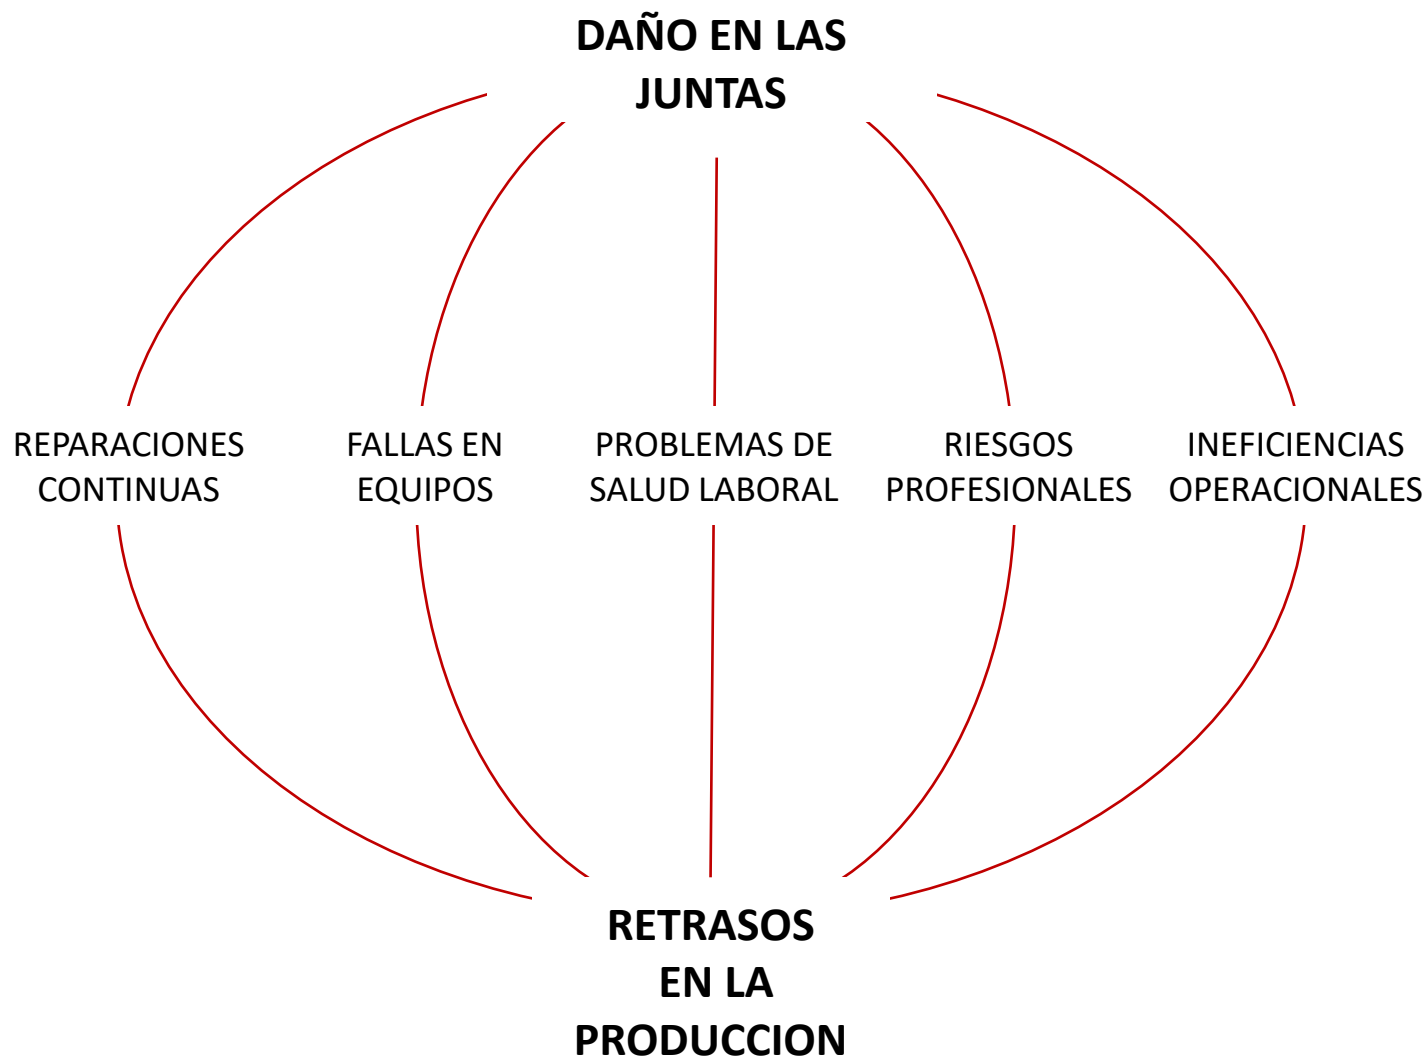 DAÑO EN LAS
JUNTAS
REPARACIONES
CONTINUAS
FALLAS EN
EQUIPOS
PROBLEMAS DE
SALUD LABORAL
RIESGOS
PROFESIONALES
INEFICIENCIAS
OPERACIONALES
RETRASOS
EN LA
PRODUCCION